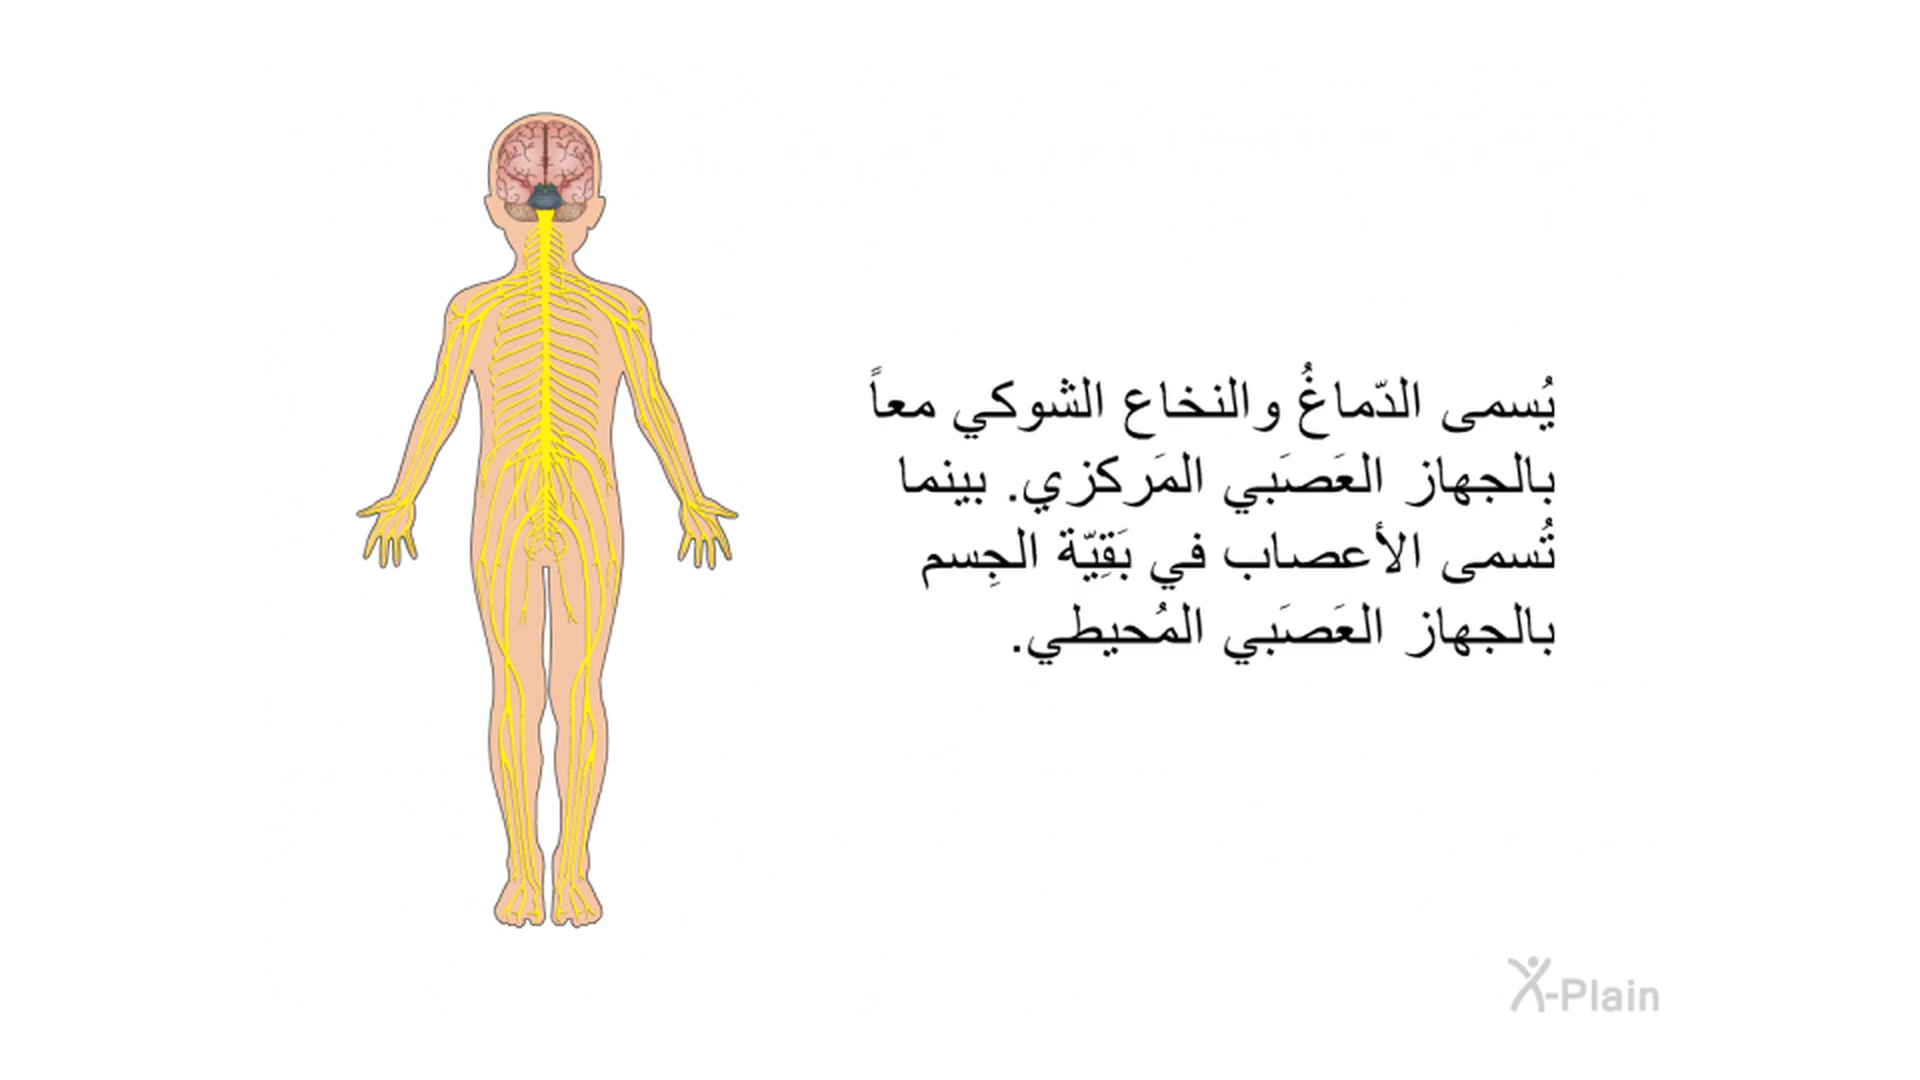 يُسمى الدّماغُ والنخاع الشوكي معاً
بالجهاز العَصَبي المَركزي. بينما
تُسمى الأعصاب في بَقِيّة الجِسم
بالجهاز العَصَبي المُحيطي.
X-Plain